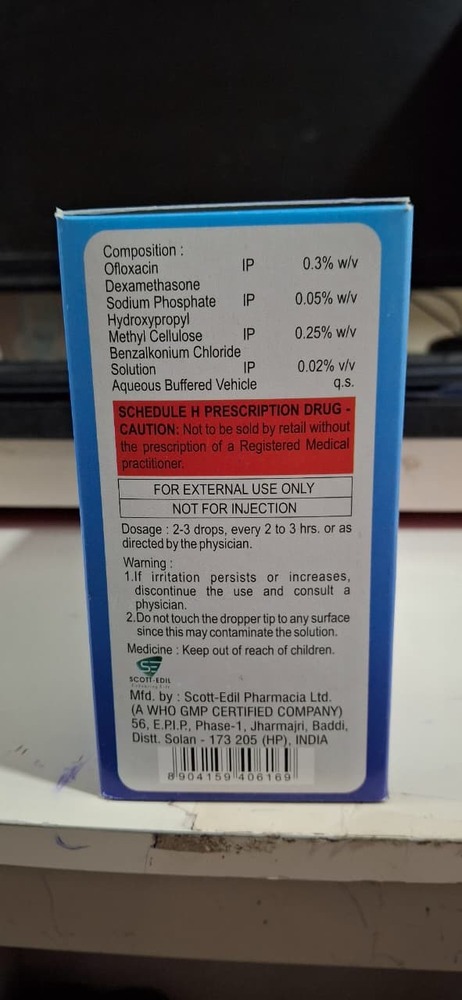 Composition :
Ofloxacin IP 0.3% w/v
Dexamethasone
Sodium Phosphate IP 0.05% w/v
Hydroxypropyl
Methyl Cellulose IP 0.25% w/v
Benzalkonium Chloride
Solution IP 0.02% v/v
Aqueous Buffered Vehicle q.s.
SCHEDULE H PRESCRIPTION DRUG -
CAUTION: Not to be sold by retail without
the prescription of a Registered Medical
practitioner.
FOR EXTERNAL USE ONLY
NOT FOR INJECTION
Dosage : 2-3 drops, every 2 to 3 hrs. or as
directed by the physician.
Warning :
1.If irritation persists or increases,
discontinue the use and consult a
physician.
2.Do not touch the dropper tip to any surface
since this may contaminate the solution.
Medicine : Keep out of reach of children.
SE
SCOTT-EDIL
Mfd. by : Scott-Edil Pharmacia Ltd.
(A WHO GMP CERTIFIED COMPANY)
56, E.P.I.P., Phase-1, Jharmajri, Baddi,
Distt. Solan - 173 205 (HP), INDIA
8 904159 406169